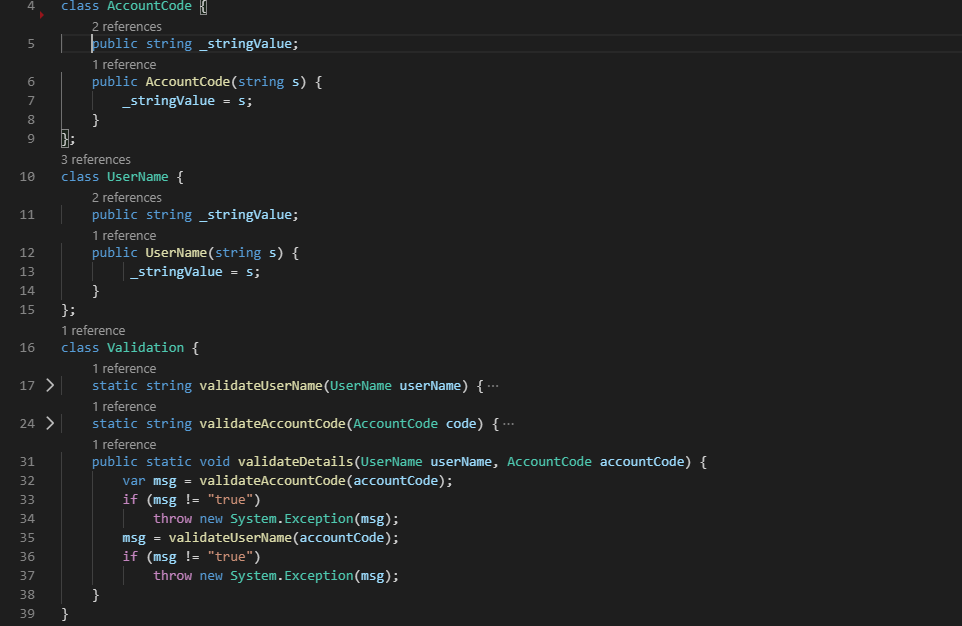 4 class AccountCode {
2 references
5 public string _stringValue;
1 reference
6 public AccountCode(string s) {
7 _stringValue = s;
8 }
9 };
3 references
10 class UserName {
2 references
11 public string _stringValue;
1 reference
12 public UserName(string s) {
13 _stringValue = s;
14 }
15 };
1 reference
16 class Validation {
1 reference
17 static string validateUserName(UserName userName) { ···
1 reference
24 static string validateAccountCode(AccountCode code) { ···
1 reference
31 public static void validateDetails(UserName userName, AccountCode accountCode) {
32 var msg = validateAccountCode(accountCode);
33 if (msg != "true")
34 throw new System.Exception(msg);
35 msg = validateUserName(accountCode);
36 if (msg != "true")
37 throw new System.Exception(msg);
38 }
39 }